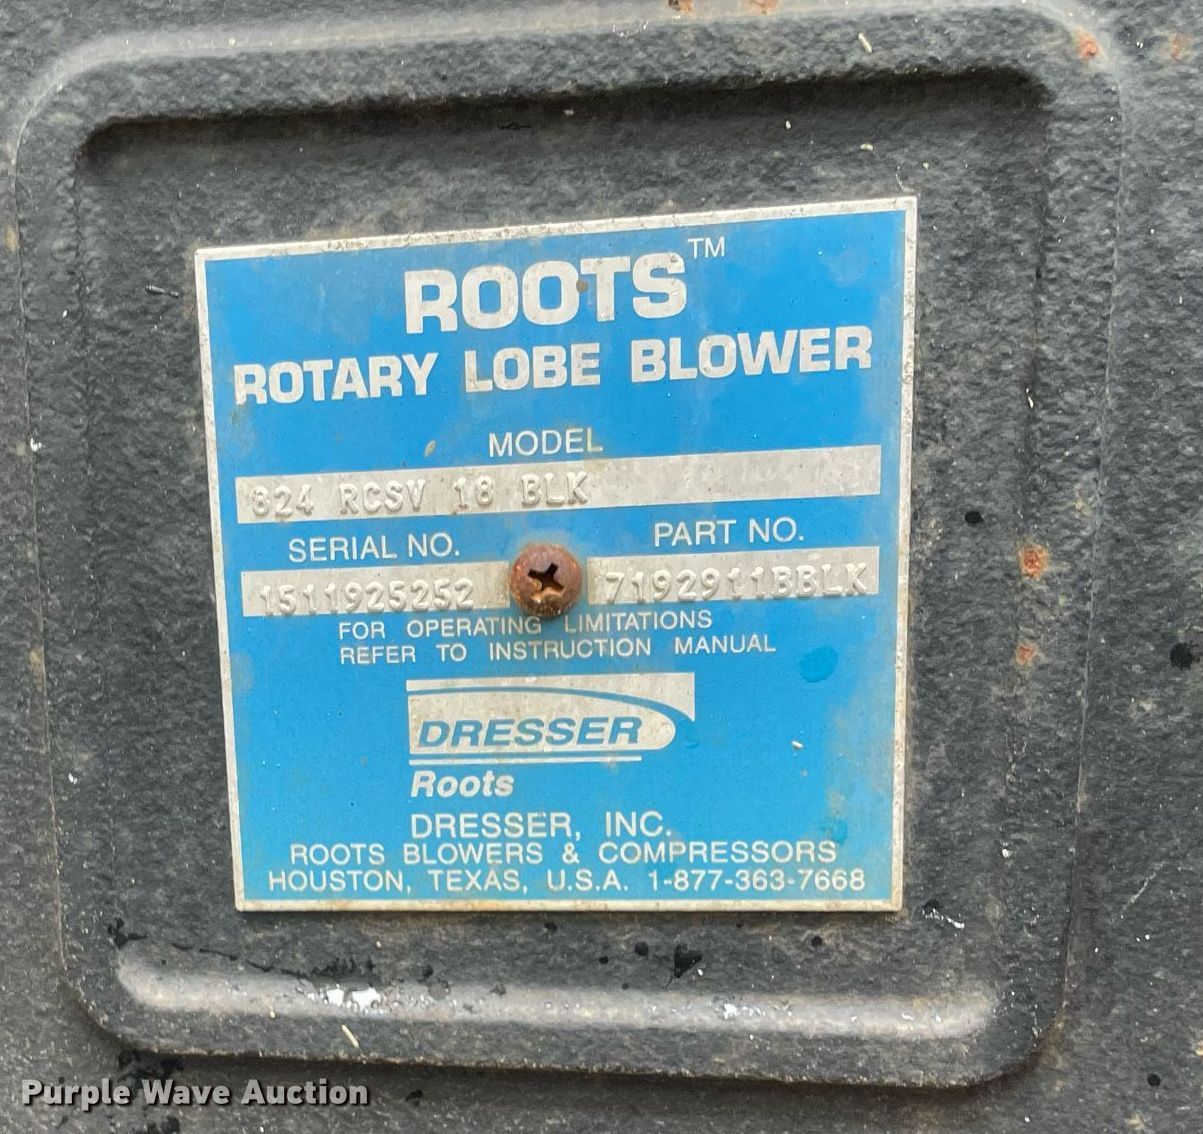 ROOTS™
ROTARY LOBE BLOWER
MODEL
824 RCSV 18 BLK
SERIAL NO. PART NO.
1511925252 7192911BBLK
FOR OPERATING LIMITATIONS
REFER TO INSTRUCTION MANUAL
DRESSER
Roots
DRESSER, INC.
ROOTS BLOWERS & COMPRESSORS
HOUSTON, TEXAS, U.S.A. 1-877-363-7668
Purple Wave Auction